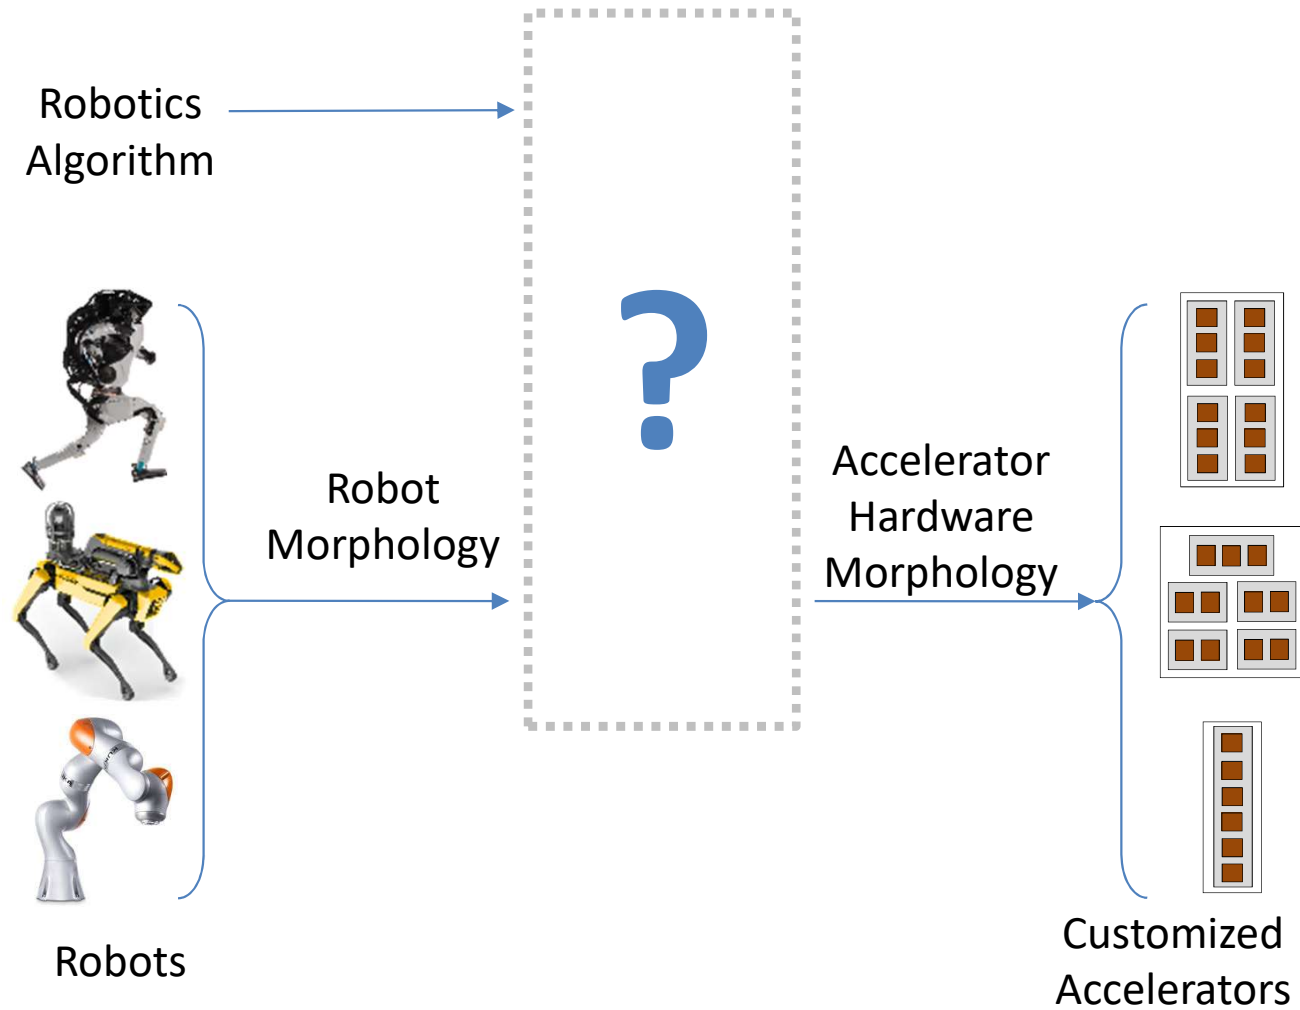 Robotics
Algorithm
?
Robot
Morphology
Accelerator
Hardware
Morphology
Robots
Customized
Accelerators